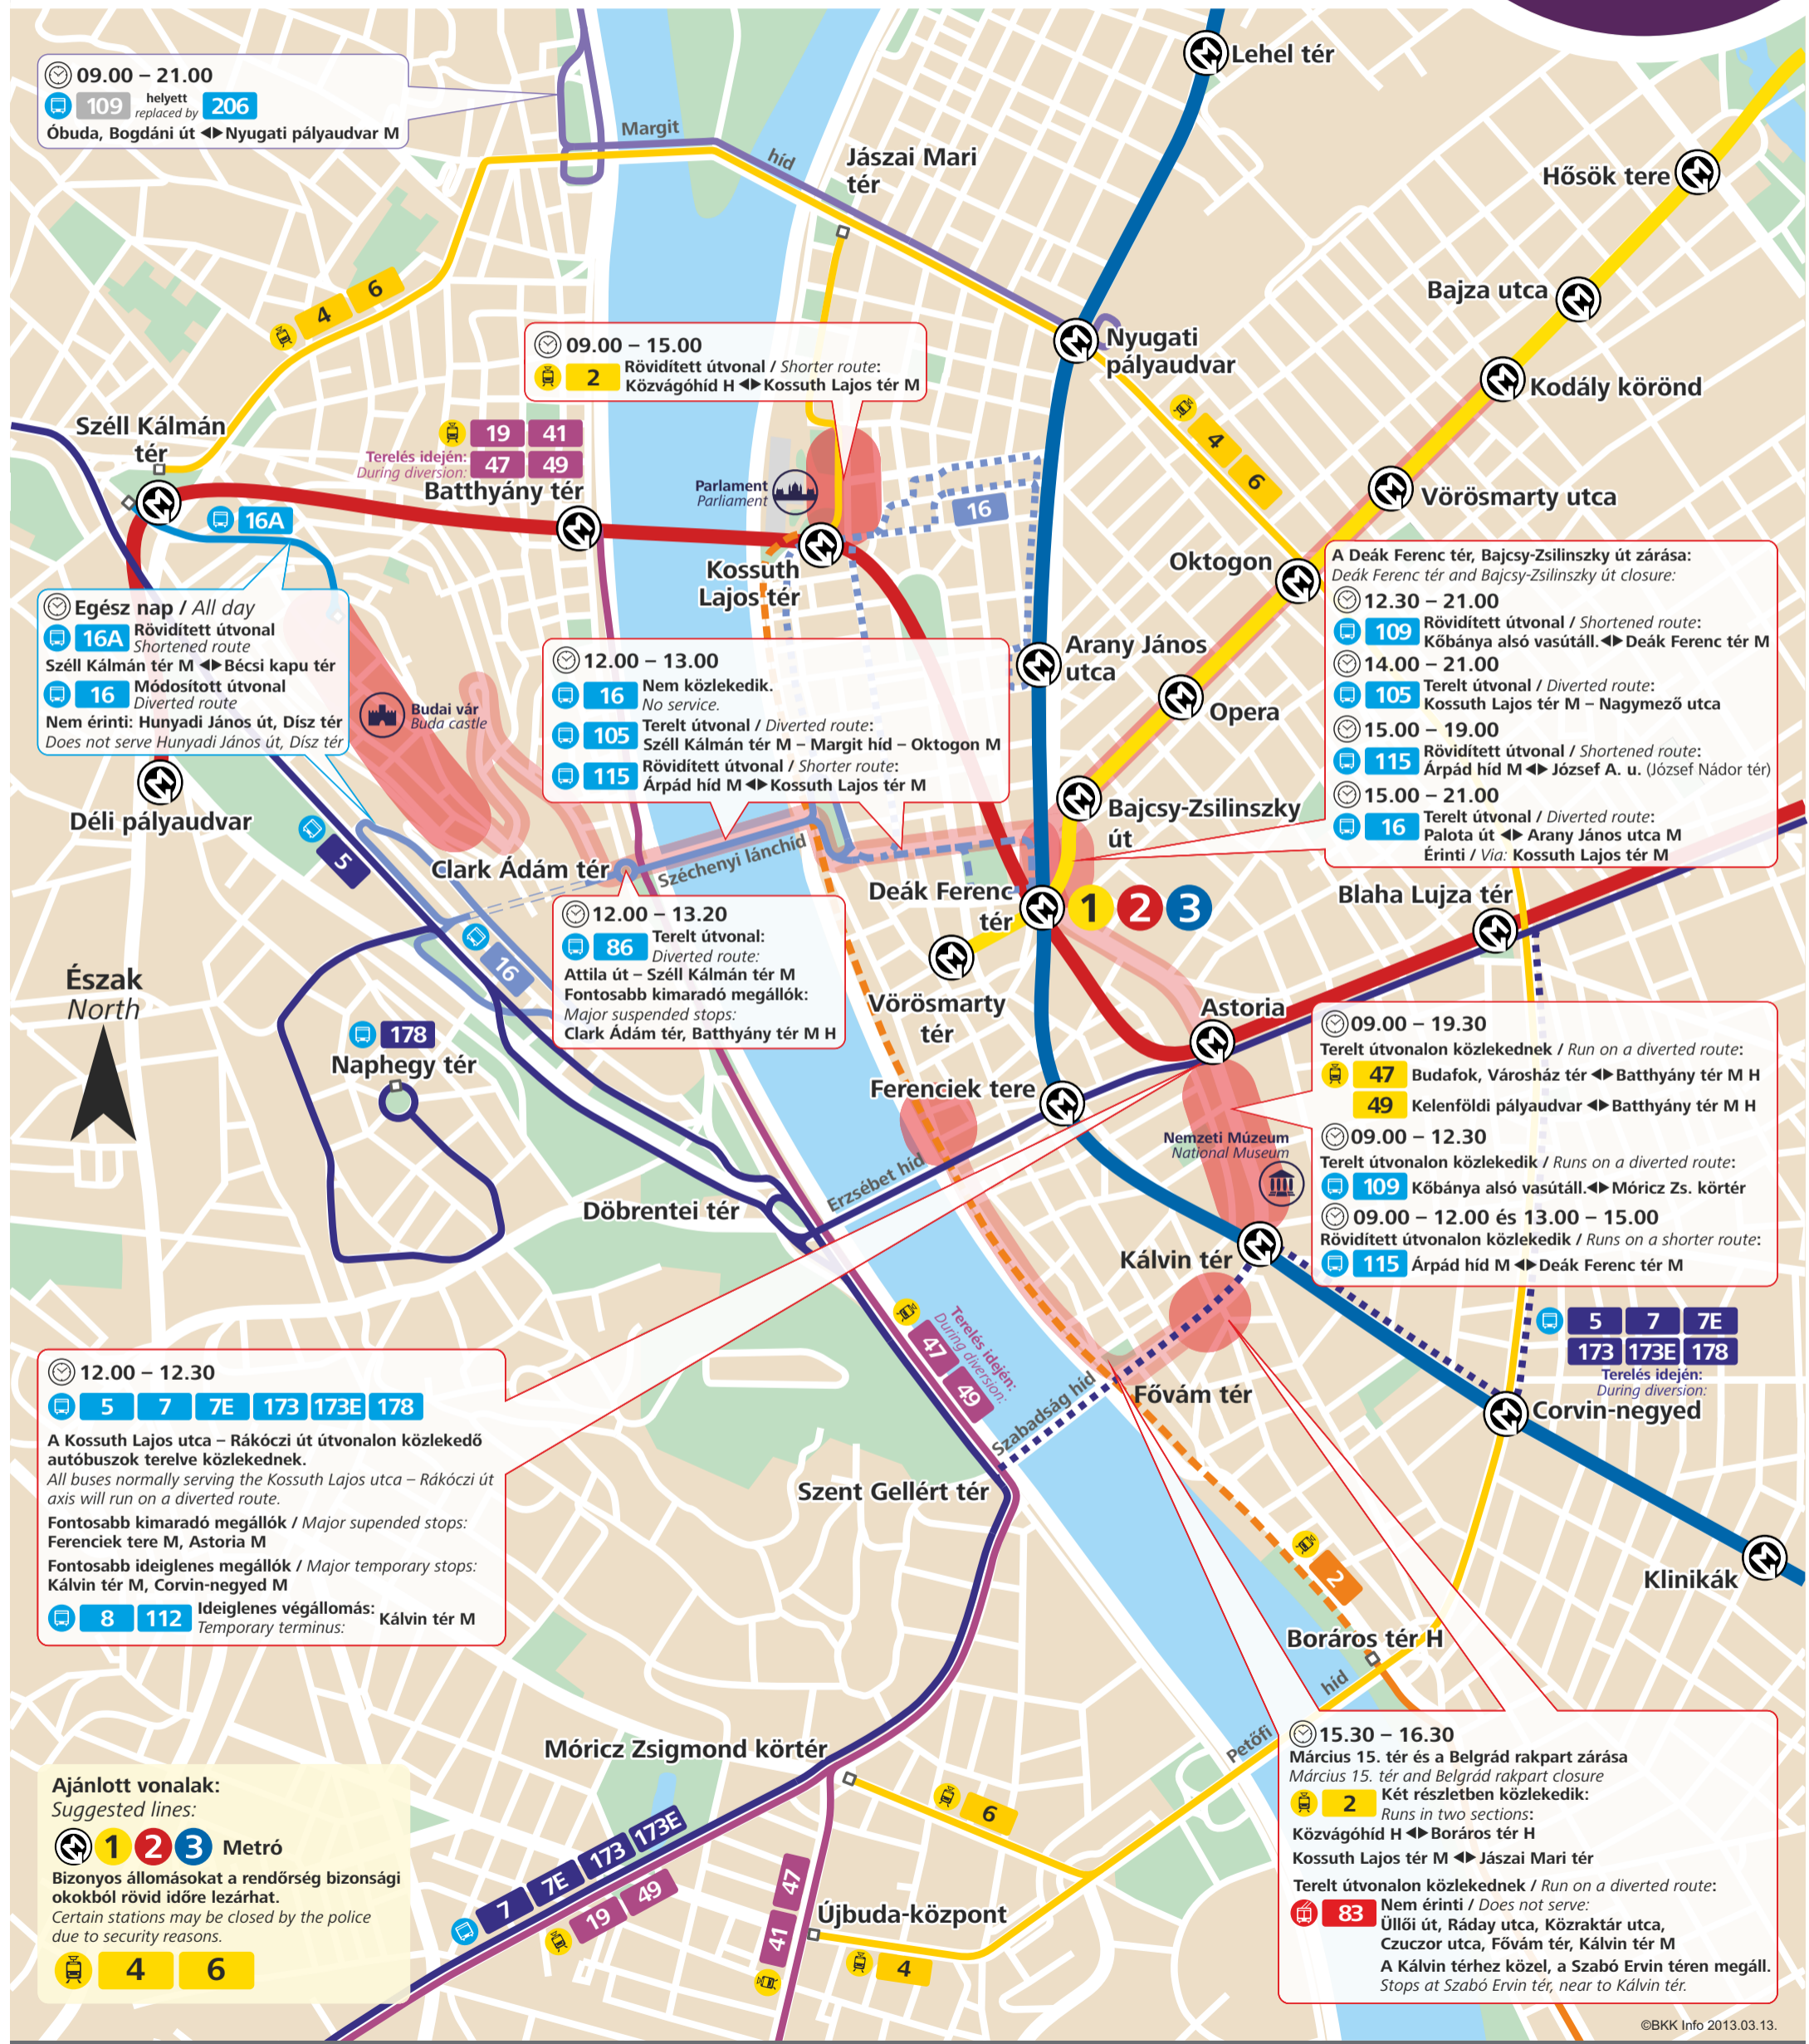 09.00 – 21.00
109 helyett 206
replaced by
Óbuda, Bogdáni út ◄► Nyugati pályaudvar M
Margit híd
Jászai Mari
tér
Lehel tér
Hősök tere
Bajza utca
Kodály körönd
Vörösmarty utca
Nyugati
pályaudvar
4 6
4 6
09.00 – 15.00
2 Rövidített útvonal / Shorter route:
Közvágóhíd H ◄► Kossuth Lajos tér M
Széll Kálmán
tér
19 41
Terelés idején: 47 49
During diversion:
Batthyány tér
16A
Parlament
Parliament
16
Kossuth
Lajos tér
Oktogon
Arany János
utca
Opera
Bajcsy-Zsilinszky
út
Egész nap / All day
16A Rövidített útvonal
Shortened route
Széll Kálmán tér M ◄► Bécsi kapu tér
16 Módosított útvonal
Diverted route
Nem érinti: Hunyadi János út, Dísz tér
Does not serve Hunyadi János út, Dísz tér
Budai vár
Buda castle
12.00 – 13.00
16 Nem közlekedik.
No service.
105 Terelt útvonal / Diverted route:
Széll Kálmán tér M – Margit híd – Oktogon M
115 Rövidített útvonal / Shorter route:
Árpád híd M ◄► Kossuth Lajos tér M
A Deák Ferenc tér, Bajcsy-Zsilinszky út zárása:
Deák Ferenc tér and Bajcsy-Zsilinszky út closure:
12.30 – 21.00
109 Rövidített útvonal / Shortened route:
Kőbánya alsó vasútáll. ◄► Deák Ferenc tér M
14.00 – 21.00
105 Terelt útvonal / Diverted route:
Kossuth Lajos tér M – Nagymező utca
15.00 – 19.00
115 Rövidített útvonal / Shortened route:
Árpád híd M ◄► József A. u. (József Nádor tér)
15.00 – 21.00
16 Terelt útvonal / Diverted route:
Palota út ◄► Arany János utca M
Érinti / Via: Kossuth Lajos tér M
Déli pályaudvar
5
Clark Ádám tér
Széchenyi lánchíd
Deák Ferenc
tér
1 2 3
Blaha Lujza tér
12.00 – 13.20
86 Terelt útvonal:
Diverted route:
Attila út – Széll Kálmán tér M
Fontosabb kimaradó megállók:
Major suspended stops:
Clark Ádám tér, Batthyány tér M H
16
Vörösmarty
tér
Észak
North
178
Naphegy tér
Astoria
Ferenciek tere
Nemzeti Múzeum
National Museum
Erzsébet híd
Döbrentei tér
Kálvin tér
09.00 – 19.30
Terelt útvonalon közlekednek / Run on a diverted route:
47 Budafok, Városház tér ◄► Batthyány tér M H
49 Kelenföldi pályaudvar ◄► Batthyány tér M H
09.00 – 12.30
Terelt útvonalon közlekedik / Runs on a diverted route:
109 Kőbánya alsó vasútáll. ◄► Móricz Zs. körtér
09.00 – 12.00 és 13.00 – 15.00
Rövidített útvonalon közlekedik / Runs on a shorter route:
115 Árpád híd M ◄► Deák Ferenc tér M
5 7 7E
173 173E 178
Terelés idején:
During diversion:
Corvin-negyed
Terelés idején:
During diversion:
47 49
Szabadság híd
Fővám tér
Szent Gellért tér
12.00 – 12.30
5 7 7E 173 173E 178
A Kossuth Lajos utca – Rákóczi út útvonalon közlekedő
autóbuszok terelve közlekednek.
All buses normally serving the Kossuth Lajos utca – Rákóczi út
axis will run on a diverted route.
Fontosabb kimaradó megállók / Major supended stops:
Ferenciek tere M, Astoria M
Fontosabb ideiglenes megállók / Major temporary stops:
Kálvin tér M, Corvin-negyed M
8 112 Ideiglenes végállomás: Kálvin tér M
Temporary terminus:
2
Klinikák
Boráros tér H
Petőfi híd
Móricz Zsigmond körtér
6
7 7E 173 173E
19 49
41 47
Újbuda-központ
4
Ajánlott vonalak:
Suggested lines:
1 2 3 Metró
Bizonyos állomásokat a rendőrség bizonsági
okokból rövid időre lezárhat.
Certain stations may be closed by the police
due to security reasons.
4 6
15.30 – 16.30
Március 15. tér és a Belgrád rakpart zárása
Március 15. tér and Belgrád rakpart closure
2 Két részletben közlekedik:
Runs in two sections:
Közvágóhíd H ◄► Boráros tér H
Kossuth Lajos tér M ◄► Jászai Mari tér
Terelt útvonalon közlekednek / Run on a diverted route:
83 Nem érinti / Does not serve:
Üllői út, Ráday utca, Közraktár utca,
Czuczor utca, Fővám tér, Kálvin tér M
A Kálvin térhez közel, a Szabó Ervin téren megáll.
Stops at Szabó Ervin tér, near to Kálvin tér.
©BKK Info 2013.03.13.